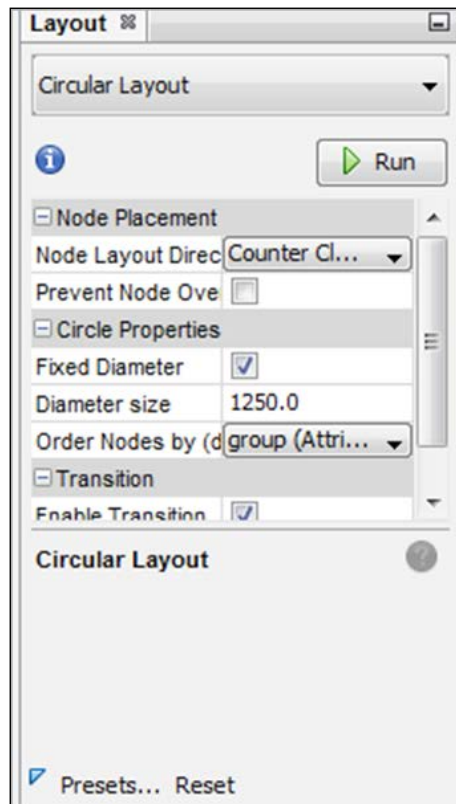 Layout
Circular Layout
Run
Node Placement
Node Layout Direc Counter Cl...
Prevent Node Ove
Circle Properties
Fixed Diameter
Diameter size 1250.0
Order Nodes by (d group (Attri...
Transition
Enable Transition
Circular Layout
Presets... Reset